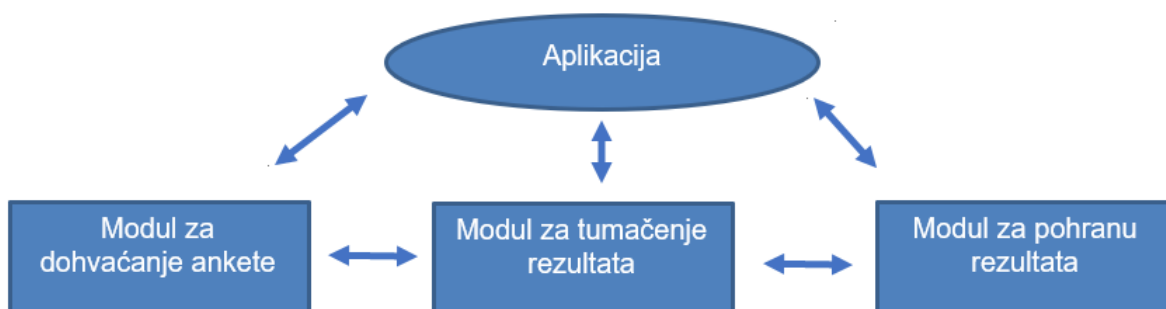 Aplikacija
Modul za
dohvaćanje ankete
Modul za tumačenje
rezultata
Modul za pohranu
rezultata